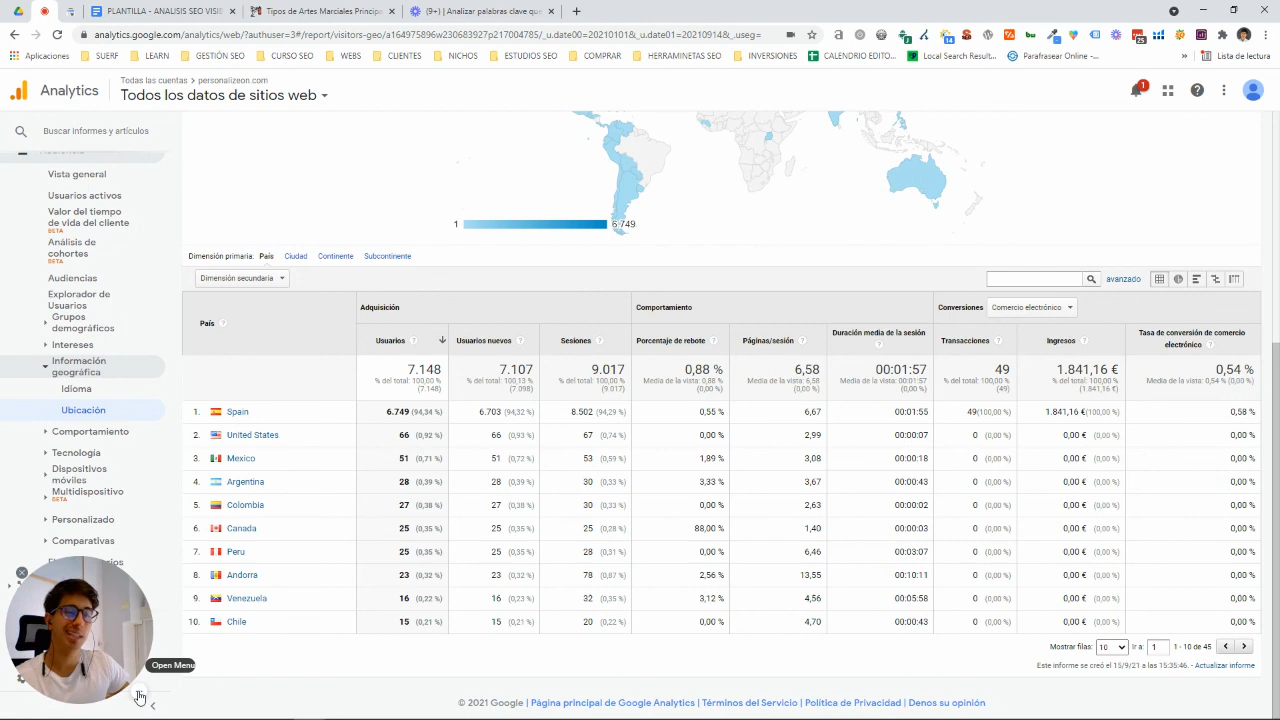 PLANTILLA - ANALISIS SEO VISIE
Tipos de Artes Marciales Principa
(9+) | Analizar palabras clave que
analytics.google.com/analytics/web/?authuser=3#/report/visitors-geo/a164975896w230683927p217004785/_u.date00=20210101&_u.date01=20210914&_u.seg=
Aplicaciones
SUERF
LEARN
CURSO SEO
WEB
CLIENTES
NICHOS
ESTUDIOS SEO
COMPRAR
HERRAMINETAS SEO
INVERSIONES
CALENDARIO EDITO...
Local Search Result...
Parafrasear Online -...
Lista de lectura
Analytics
Todas las cuentas > personalizeon.com
Todos los datos de sitios web
1
Buscar informes y artículos
Vista general
Usuarios activos
Valor del tiempo
de vida del cliente
BETA
Análisis de
cohortes
BETA
Audiencias
Explorador de
Usuarios
Grupos
demográficos
Intereses
Información
geográfica
Idioma
Ubicación
Comportamiento
Tecnología
Dispositivos
móviles
Multidispositivo
BETA
Personalizado
Comparativas
Open Menu
1
6.749
Dimensión primaria: País Ciudad Continente Subcontinente
Dimensión secundaria
avanzado
País
Adquisición
Comportamiento
Conversiones Comercio electrónico
Usuarios
Usuarios nuevos
Sesiones
Porcentaje de rebote
Páginas/sesión
Duración media de la sesión
Transacciones
Ingresos
Tasa de conversión de comercio
electrónico
7.148
% del total: 100,00 %
(7.148)
7.107
% del total: 100,13 %
(7.098)
9.017
% del total: 100,00 %
(9.017)
0,88 %
Media de la vista: 0,88 %
(0,00 %)
6,58
Media de la vista: 6,58
(0,00 %)
00:01:57
Media de la vista: 00:01:57
(0,00 %)
49
% del total: 100,00 %
(49)
1.841,16 €
% del total: 100,00 %
(1.841,16 €)
0,54 %
Media de la vista: 0,54 % (0,00 %)
1. Spain 6.749 (94,34 %) 6.703 (94,32 %) 8.502 (94,29 %) 0,55 % 6,67 00:01:55 49(100,00 %) 1.841,16 €(100,00 %) 0,58 %
2. United States 66 (0,92 %) 66 (0,93 %) 67 (0,74 %) 0,00 % 2,99 00:00:07 0 (0,00 %) 0,00 € (0,00 %) 0,00 %
3. Mexico 51 (0,71 %) 51 (0,72 %) 53 (0,59 %) 1,89 % 3,08 00:00:18 0 (0,00 %) 0,00 € (0,00 %) 0,00 %
4. Argentina 28 (0,39 %) 28 (0,39 %) 30 (0,33 %) 3,33 % 3,67 00:00:43 0 (0,00 %) 0,00 € (0,00 %) 0,00 %
5. Colombia 27 (0,38 %) 27 (0,38 %) 30 (0,33 %) 0,00 % 2,63 00:00:02 0 (0,00 %) 0,00 € (0,00 %) 0,00 %
6. Canada 25 (0,35 %) 25 (0,35 %) 25 (0,28 %) 88,00 % 1,40 00:00:03 0 (0,00 %) 0,00 € (0,00 %) 0,00 %
7. Peru 25 (0,35 %) 25 (0,35 %) 28 (0,31 %) 0,00 % 6,46 00:03:07 0 (0,00 %) 0,00 € (0,00 %) 0,00 %
8. Andorra 23 (0,32 %) 23 (0,32 %) 78 (0,87 %) 2,56 % 13,55 00:10:11 0 (0,00 %) 0,00 € (0,00 %) 0,00 %
9. Venezuela 16 (0,22 %) 16 (0,23 %) 32 (0,35 %) 3,12 % 4,56 00:05:58 0 (0,00 %) 0,00 € (0,00 %) 0,00 %
10. Chile 15 (0,21 %) 15 (0,21 %) 20 (0,22 %) 0,00 % 4,70 00:00:43 0 (0,00 %) 0,00 € (0,00 %) 0,00 %
Mostrar filas: 10 Ir a: 1 1 - 10 de 45
Este informe se creó el 15/9/21 a las 15:35:46. - Actualizar informe
© 2021 Google | Página principal de Google Analytics | Términos del Servicio | Política de Privacidad | Denos su opinión